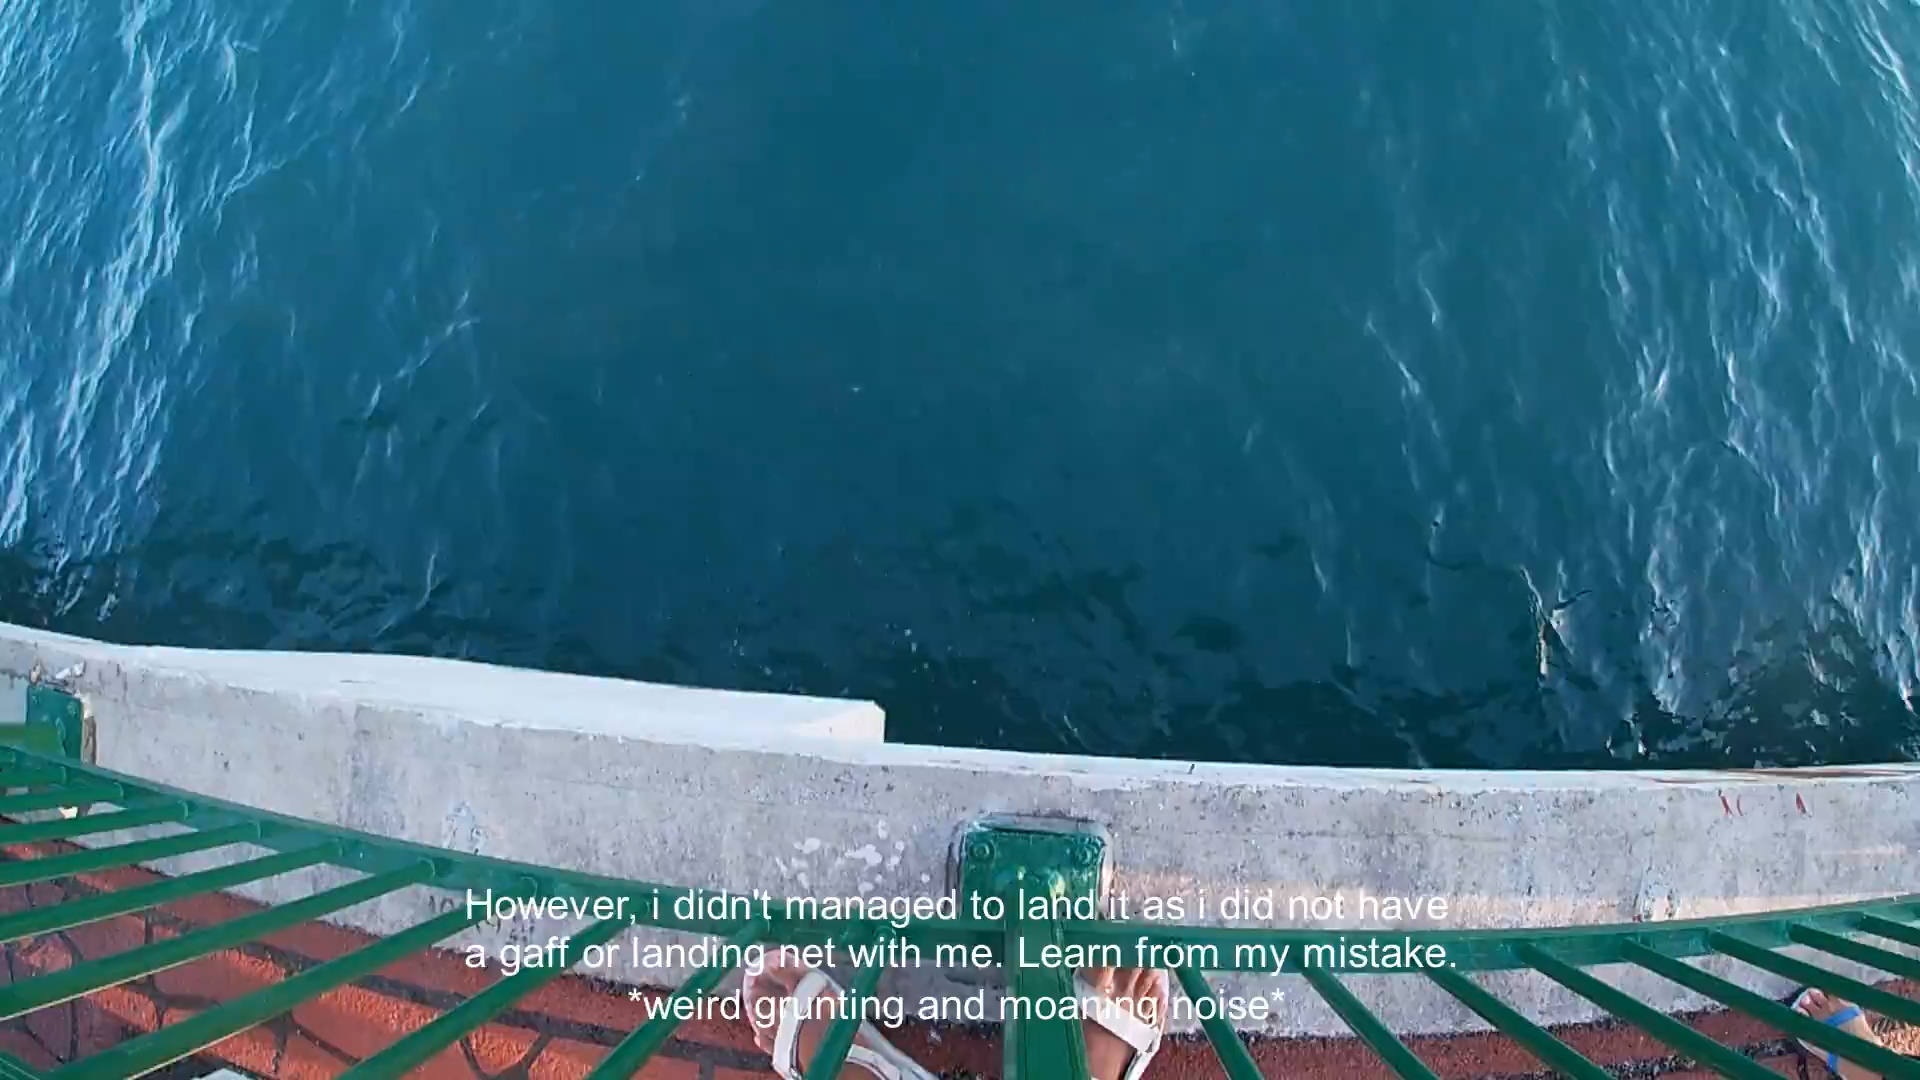 However, i didn't managed to land it as i did not have
a gaff or landing net with me. Learn from my mistake.
*weird grunting and moaning noise*